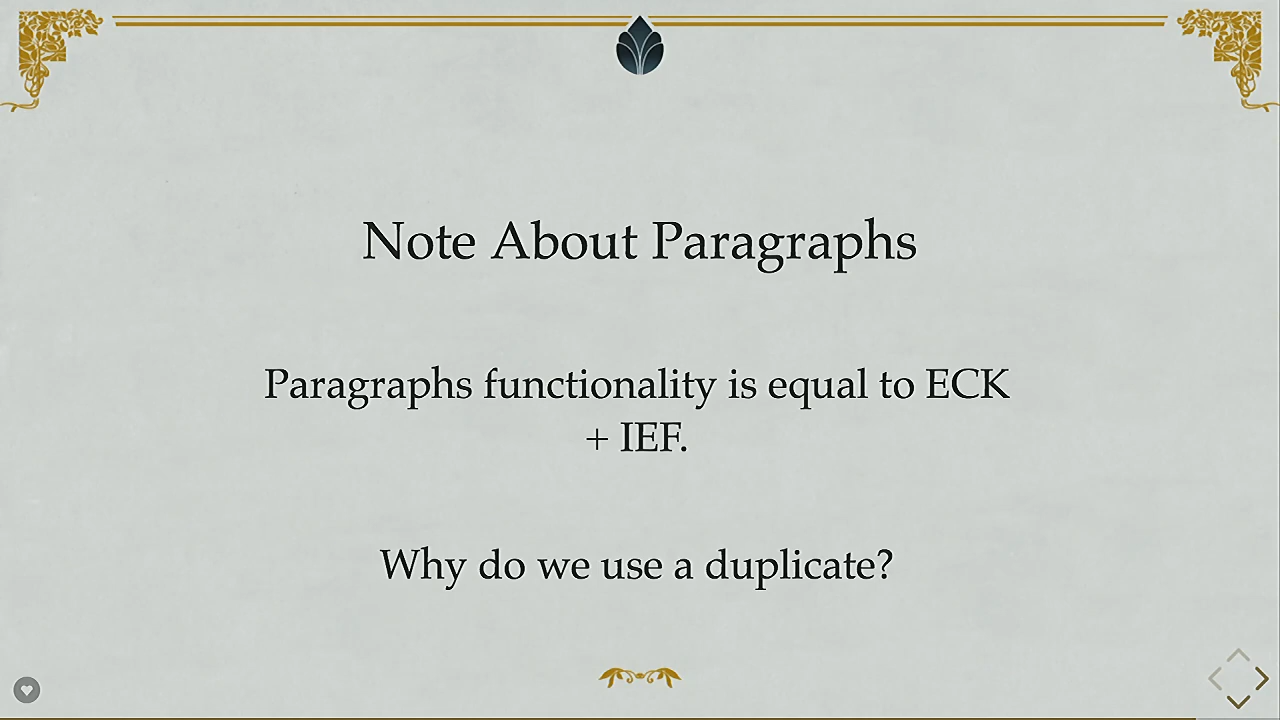 Note About Paragraphs
Paragraphs functionality is equal to ECK
+ IEF.
Why do we use a duplicate?